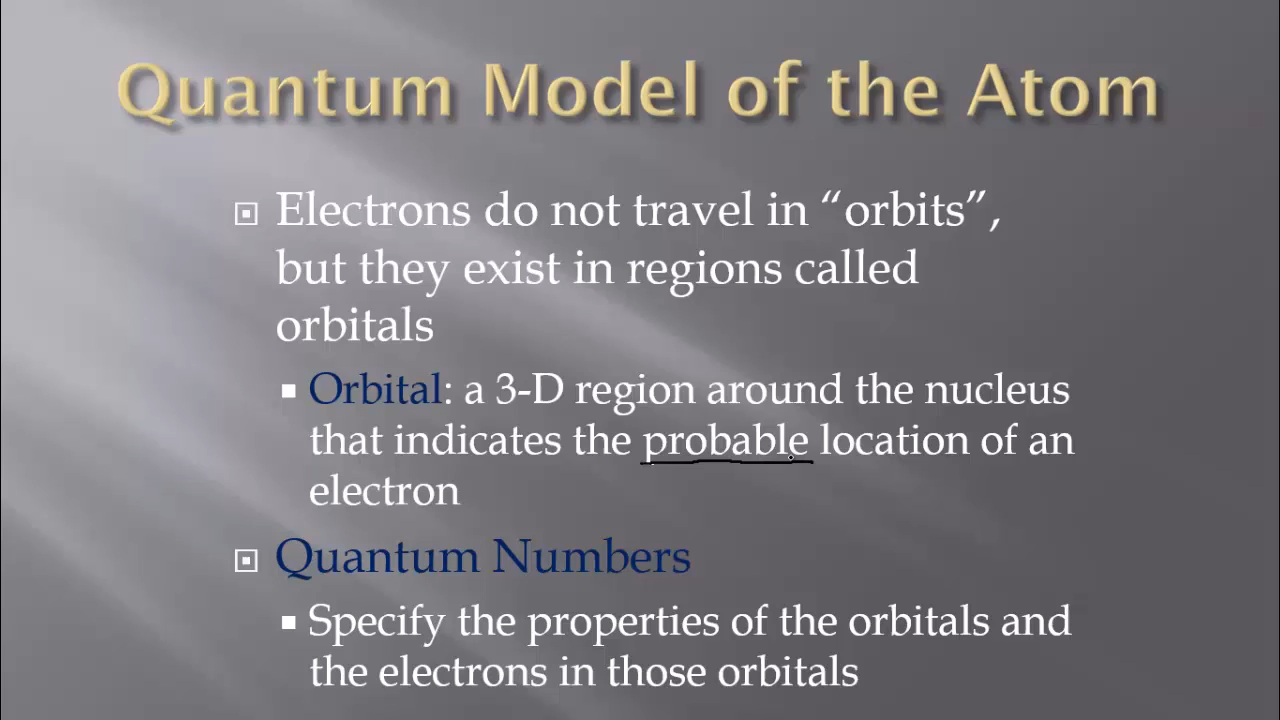 Quantum Model of the Atom
Electrons do not travel in “orbits”,
but they exist in regions called
orbitals
Orbital: a 3-D region around the nucleus
that indicates the probable location of an
electron
Quantum Numbers
Specify the properties of the orbitals and
the electrons in those orbitals